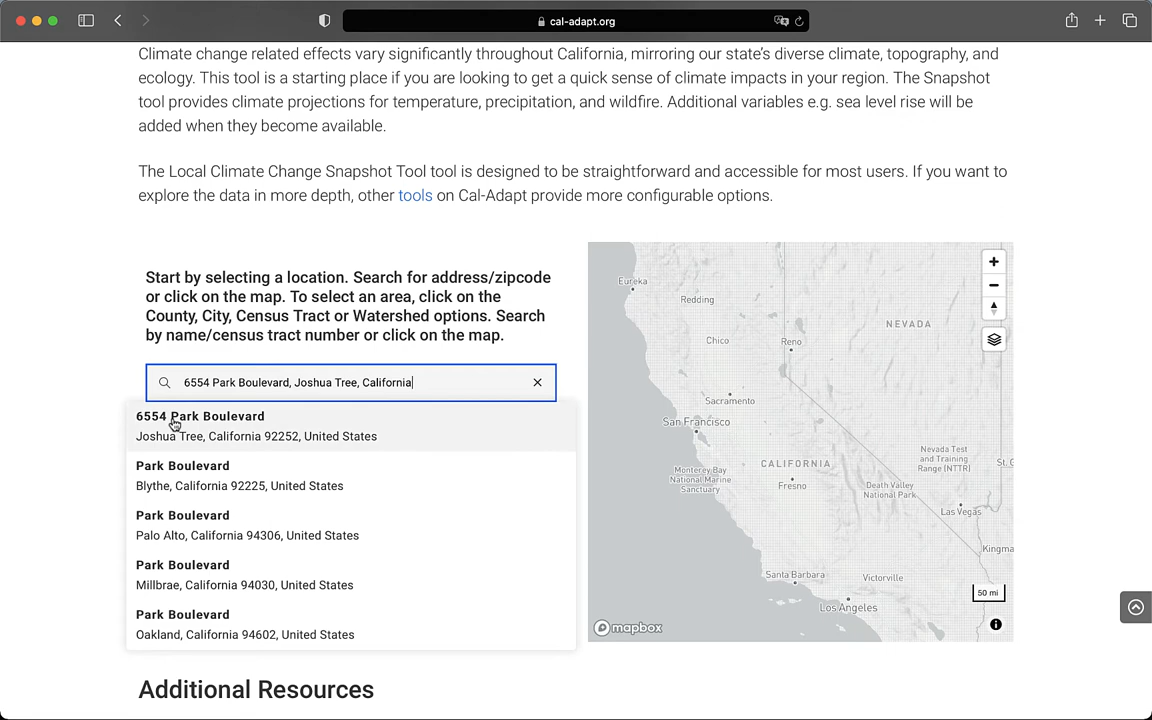 cal-adapt.org
Climate change related effects vary significantly throughout California, mirroring our state's diverse climate, topography, and
ecology. This tool is a starting place if you are looking to get a quick sense of climate impacts in your region. The Snapshot
tool provides climate projections for temperature, precipitation, and wildfire. Additional variables e.g. sea level rise will be
added when they become available.
The Local Climate Change Snapshot Tool tool is designed to be straightforward and accessible for most users. If you want to
explore the data in more depth, other tools on Cal-Adapt provide more configurable options.
Start by selecting a location. Search for address/zipcode
or click on the map. To select an area, click on the
County, City, Census Tract or Watershed options. Search
by name/census tract number or click on the map.
6554 Park Boulevard, Joshua Tree, California
6554 Park Boulevard
Joshua Tree, California 92252, United States
Park Boulevard
Blythe, California 92225, United States
Park Boulevard
Palo Alto, California 94306, United States
Park Boulevard
Millbrae, California 94030, United States
Park Boulevard
Oakland, California 94602, United States
Eureka
Redding
Chico
Reno
NEVADA
Sacramento
San Francisco
Monterey Bay
National Marine
Sanctuary
CALIFORNIA
Fresno
Nevada Test
and Training
Range (NTTR)
St. G
Death Valley
National Park
Las Vegas
Kingma
Santa Barbara
Victorville
Los Angeles
50 mi
mapbox
Additional Resources